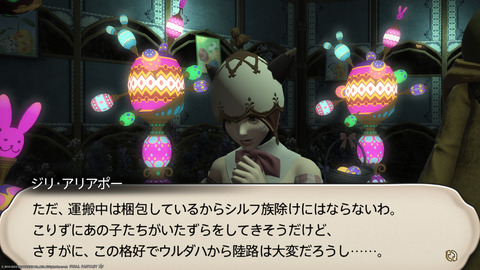 ジリ・アリアポー
ただ、運搬中は梱包しているからシルフ族除けにはならないわ。
こりずにあの子たちがいたずらをしてきそうだけど、
さすがに、この格好でウルダハから陸路は大変だろうし……。
FINAL FANTASY XIV